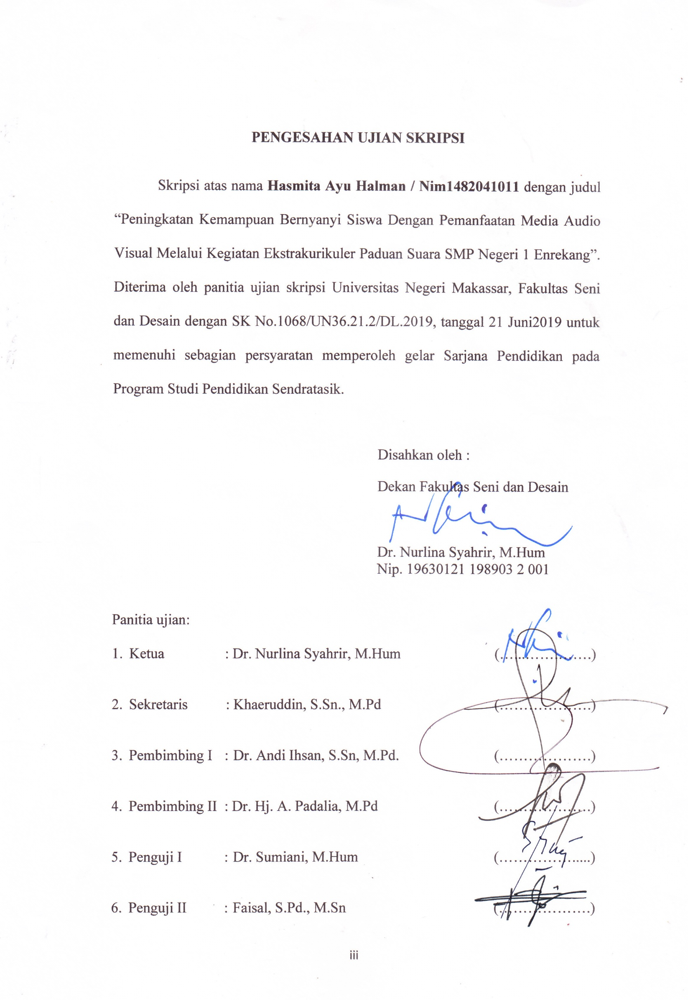 PENGESAHAN UJIAN SKRIPSI
Skripsi atas nama Hasmita Ayu Halman / Nim1482041011 dengan judul
“Peningkatan Kemampuan Bernyanyi Siswa Dengan Pemanfaatan Media Audio
Visual Melalui Kegiatan Ekstrakurikuler Paduan Suara SMP Negeri 1 Enrekang”.
Diterima oleh panitia ujian skripsi Universitas Negeri Makassar, Fakultas Seni
dan Desain dengan SK No.1068/UN36.21.2/DL.2019, tanggal 21 Juni2019 untuk
memenuhi sebagian persyaratan memperoleh gelar Sarjana Pendidikan pada
Program Studi Pendidikan Sendratasik.
Disahkan oleh :
Dekan Fakultas Seni dan Desain
Dr. Nurlina Syahrir, M.Hum
Nip. 19630121 198903 2 001
Panitia ujian:
1. Ketua : Dr. Nurlina Syahrir, M.Hum (...................)
2. Sekretaris : Khaeruddin, S.Sn., M.Pd (...................)
3. Pembimbing I : Dr. Andi Ihsan, S.Sn, M.Pd. (...................)
4. Pembimbing II : Dr. Hj. A. Padalia, M.Pd (...................)
5. Penguji I : Dr. Sumiani, M.Hum (...................)
6. Penguji II : Faisal, S.Pd., M.Sn (...................)
iii